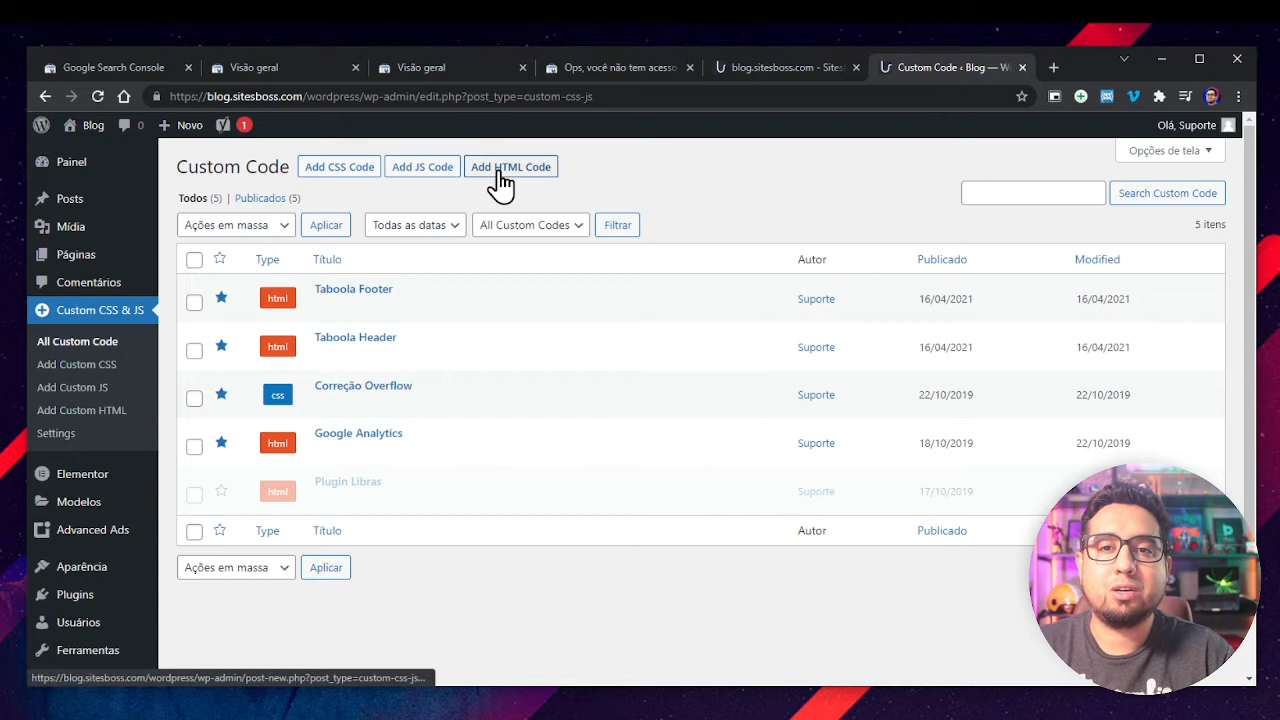 Google Search Console
Visão geral
Visão geral
Ops, você não tem acesso
blog.sitesboss.com - Sites
Custom Code ‹ Blog — W
https://blog.sitesboss.com/wordpress/wp-admin/edit.php?post_type=custom-css-js
Blog
0
Novo
1
Olá, Suporte
Painel
Posts
Mídia
Páginas
Comentários
Custom CSS & JS
All Custom Code
Add Custom CSS
Add Custom JS
Add Custom HTML
Settings
Elementor
Modelos
Advanced Ads
Aparência
Plugins
Usuários
Ferramentas
Opções de tela
Custom Code
Add CSS Code
Add JS Code
Add HTML Code
Todos (5) | Publicados (5)
Search Custom Code
Ações em massa
Aplicar
Todas as datas
All Custom Codes
Filtrar
5 itens
Type Título Autor Publicado Modified
html Taboola Footer Suporte 16/04/2021 16/04/2021
html Taboola Header Suporte 16/04/2021 16/04/2021
css Correção Overflow Suporte 22/10/2019 22/10/2019
html Google Analytics Suporte 18/10/2019 22/10/2019
html Plugin Libras Suporte 17/10/2019
Type Título Autor Publicado
Ações em massa
Aplicar
https://blog.sitesboss.com/wordpress/wp-admin/post-new.php?post_type=custom-css-js...